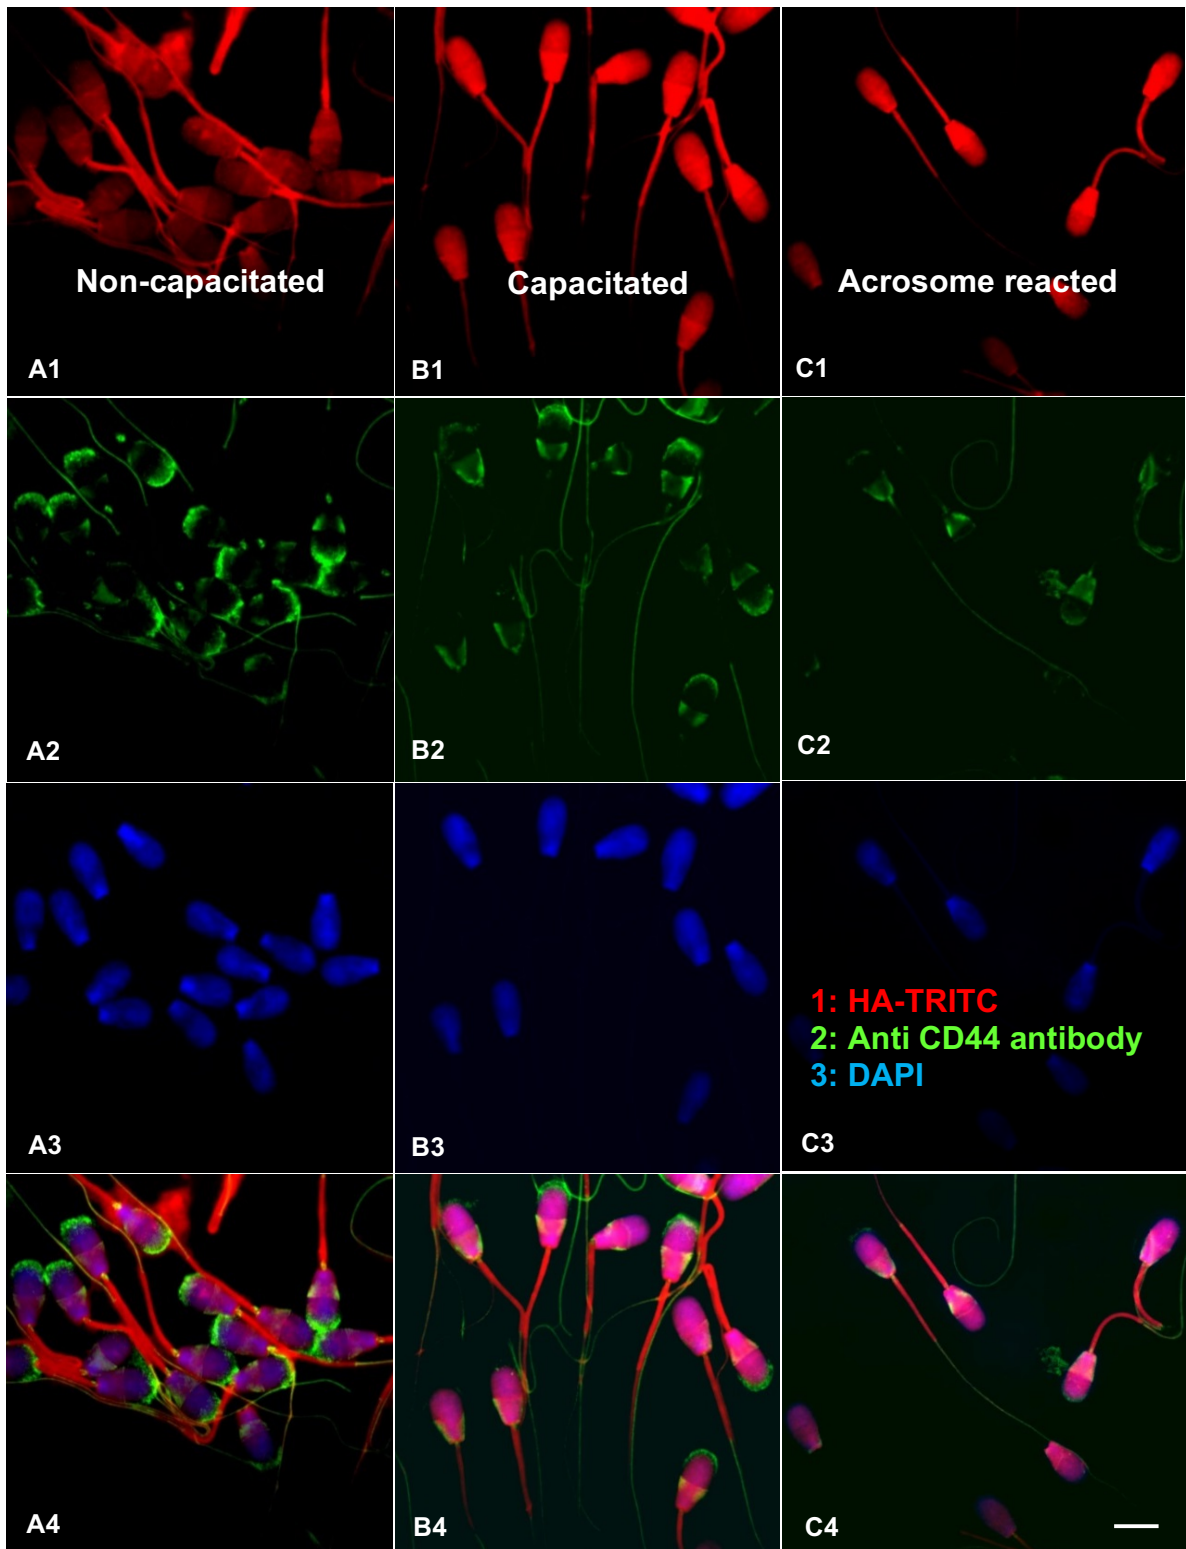 Non-capacitated
Capacitated
Acrosome reacted
A1
B1
C1
A2
B2
C2
1: HA-TRITC
2: Anti CD44 antibody
3: DAPI
A3
B3
C3
A4
B4
C4